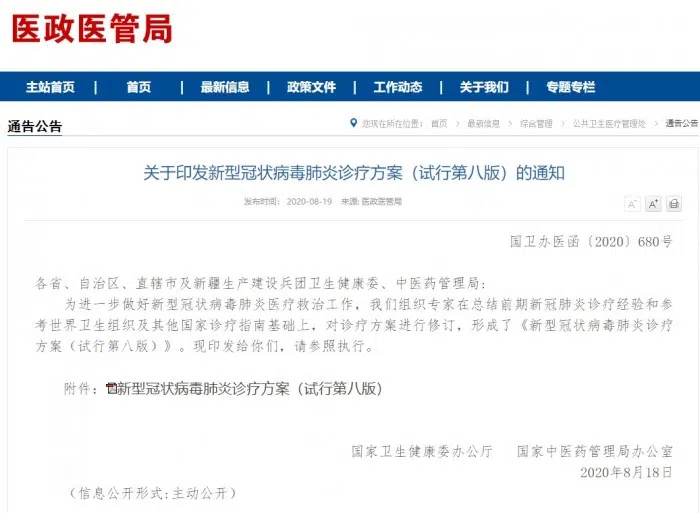 医政医管局
主站首页 | 首页 | 最新信息 | 政策文件 | 工作动态 | 关于我们 | 专题专栏
通告公告 您现在所在位置: 首页 > 最新信息 > 综合管理 > 公共卫生医疗管理处 > 通告公告
关于印发新型冠状病毒肺炎诊疗方案（试行第八版）的通知
发布时间： 2020-08-19 来源: 医政医管局
A- A+
国卫办医函〔2020〕680号
各省、自治区、直辖市及新疆生产建设兵团卫生健康委、中医药管理局:
为进一步做好新型冠状病毒肺炎医疗救治工作，我们组织专家在总结前期新冠肺炎诊疗经验和参
考世界卫生组织及其他国家诊疗指南基础上，对诊疗方案进行修订，形成了《新型冠状病毒肺炎诊疗
方案（试行第八版）》。现印发给你们，请参照执行。
附件: 新型冠状病毒肺炎诊疗方案（试行第八版）
国家卫生健康委办公厅 国家中医药管理局办公室
2020年8月18日
（信息公开形式:主动公开）